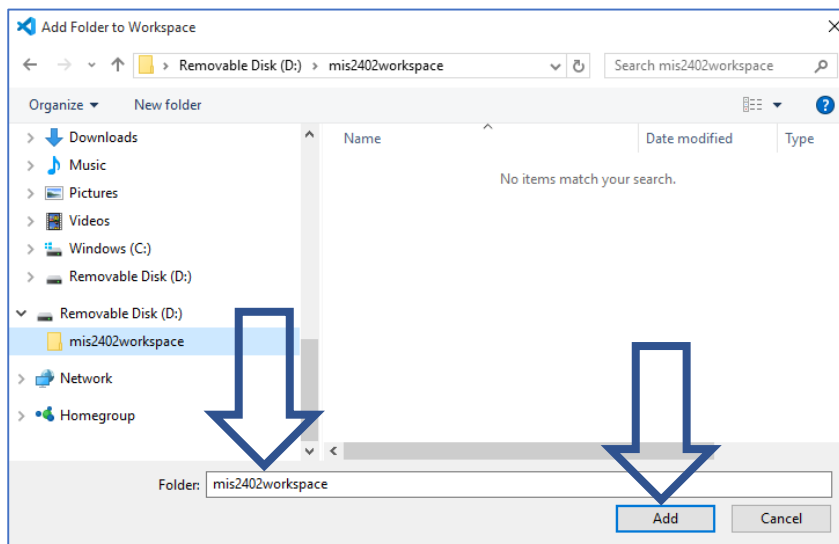 Add Folder to Workspace
Removable Disk (D:) > mis2402workspace
Search mis2402workspace
Organize
New folder
Name
Date modified
Type
No items match your search.
Downloads
Music
Pictures
Videos
Windows (C:)
Removable Disk (D:)
Removable Disk (D:)
mis2402workspace
Network
Homegroup
Folder: mis2402workspace
Add
Cancel